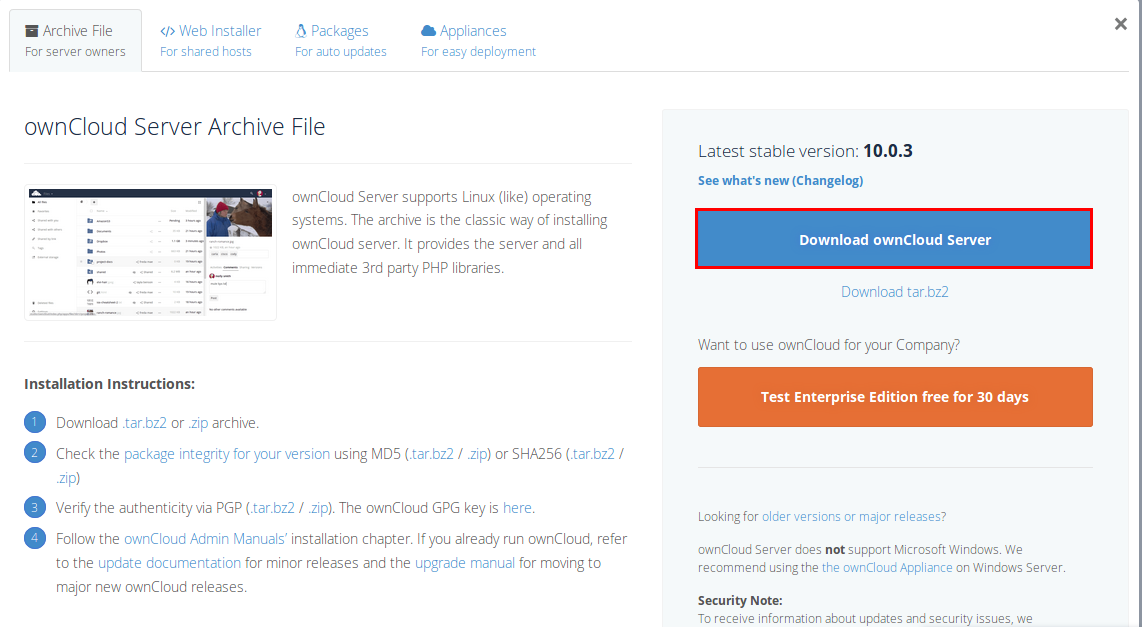 Archive File
For server owners
Web Installer
For shared hosts
Packages
For auto updates
Appliances
For easy deployment
ownCloud Server Archive File
ownCloud Server supports Linux (like) operating
systems. The archive is the classic way of installing
ownCloud server. It provides the server and all
immediate 3rd party PHP libraries.
Installation Instructions:
1 Download .tar.bz2 or .zip archive.
2 Check the package integrity for your version using MD5 (.tar.bz2 / .zip) or SHA256 (.tar.bz2 /
.zip)
3 Verify the authenticity via PGP (.tar.bz2 / .zip). The ownCloud GPG key is here.
4 Follow the ownCloud Admin Manuals’ installation chapter. If you already run ownCloud, refer
to the update documentation for minor releases and the upgrade manual for moving to
major new ownCloud releases.
Latest stable version: 10.0.3
See what's new (Changelog)
Download ownCloud Server
Download tar.bz2
Want to use ownCloud for your Company?
Test Enterprise Edition free for 30 days
Looking for older versions or major releases?
ownCloud Server does not support Microsoft Windows. We
recommend using the ownCloud Appliance on Windows Server.
Security Note:
To receive information about updates and security issues, we